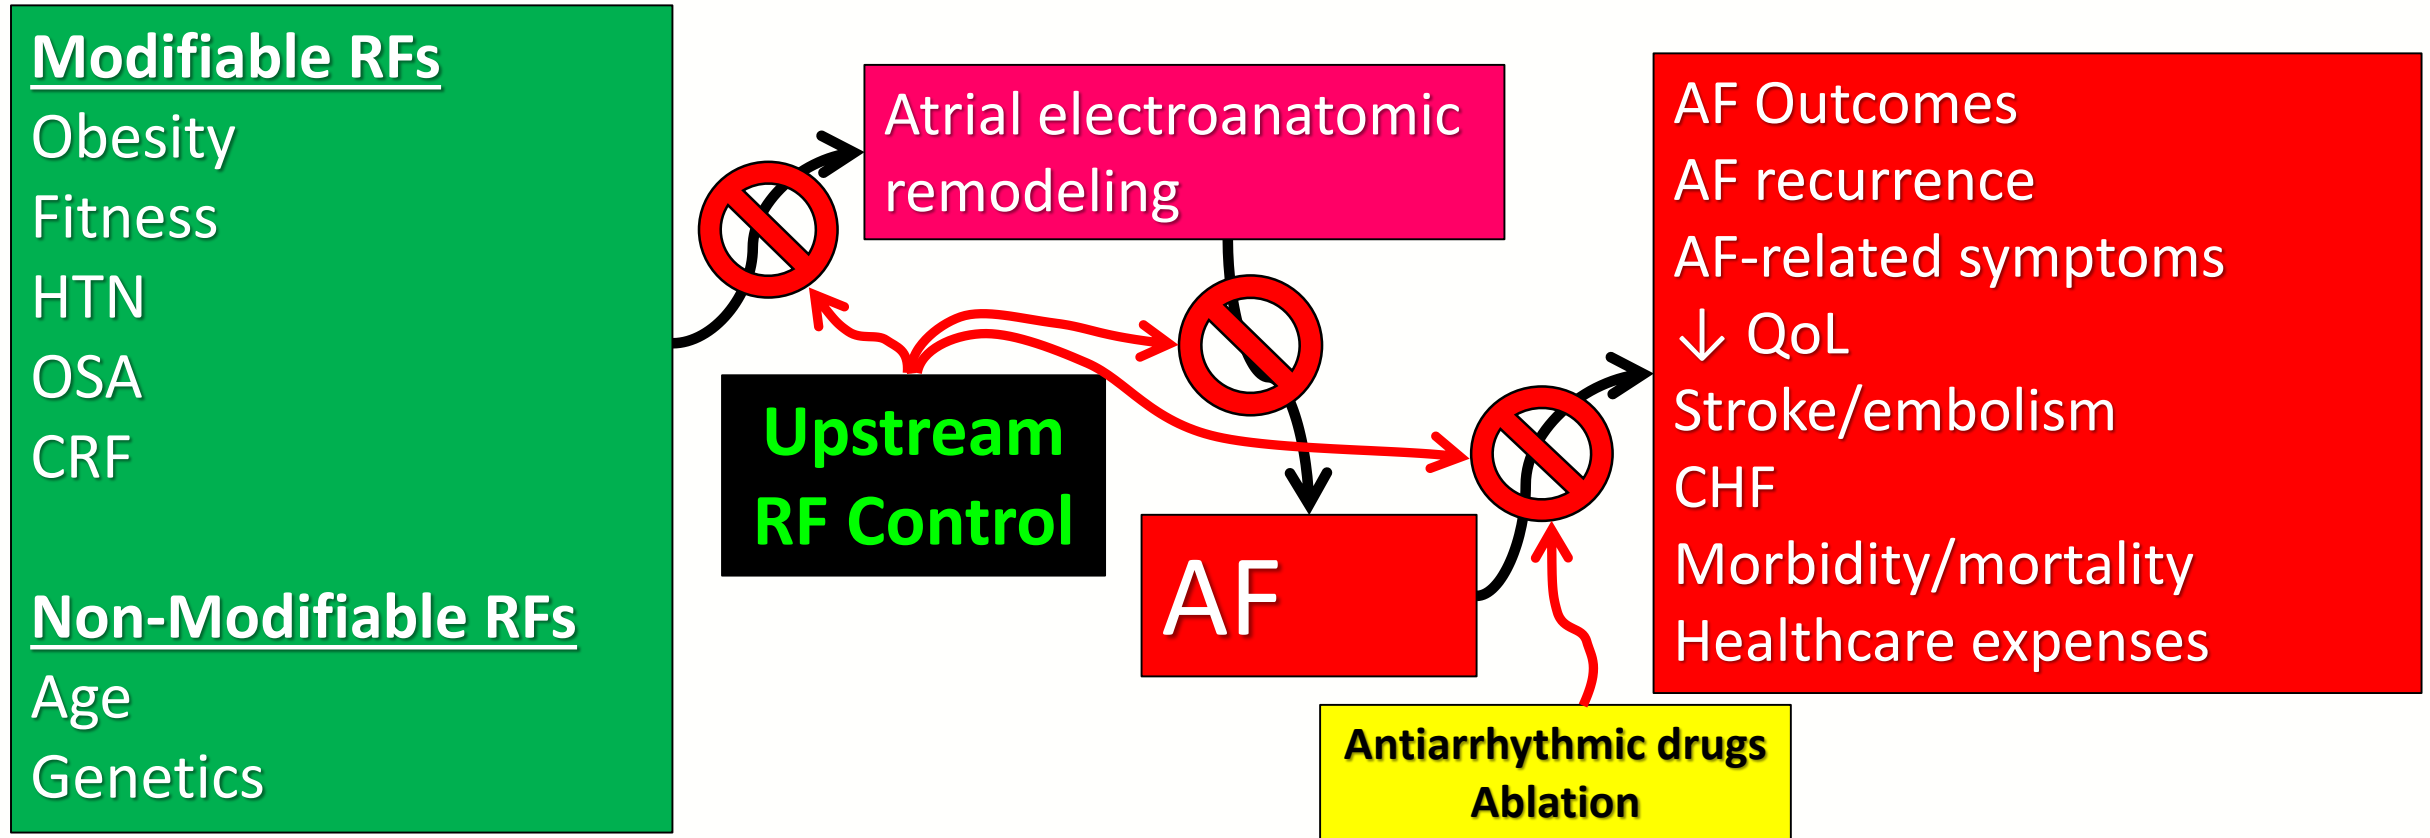 Modifiable RFs
Obesity
Fitness
HTN
OSA
CRF
Non-Modifiable RFs
Age
Genetics
Atrial electroanatomic
remodeling
Upstream
RF Control
AF
Antiarrhythmic drugs
Ablation
AF Outcomes
AF recurrence
AF-related symptoms
↓ QoL
Stroke/embolism
CHF
Morbidity/mortality
Healthcare expenses